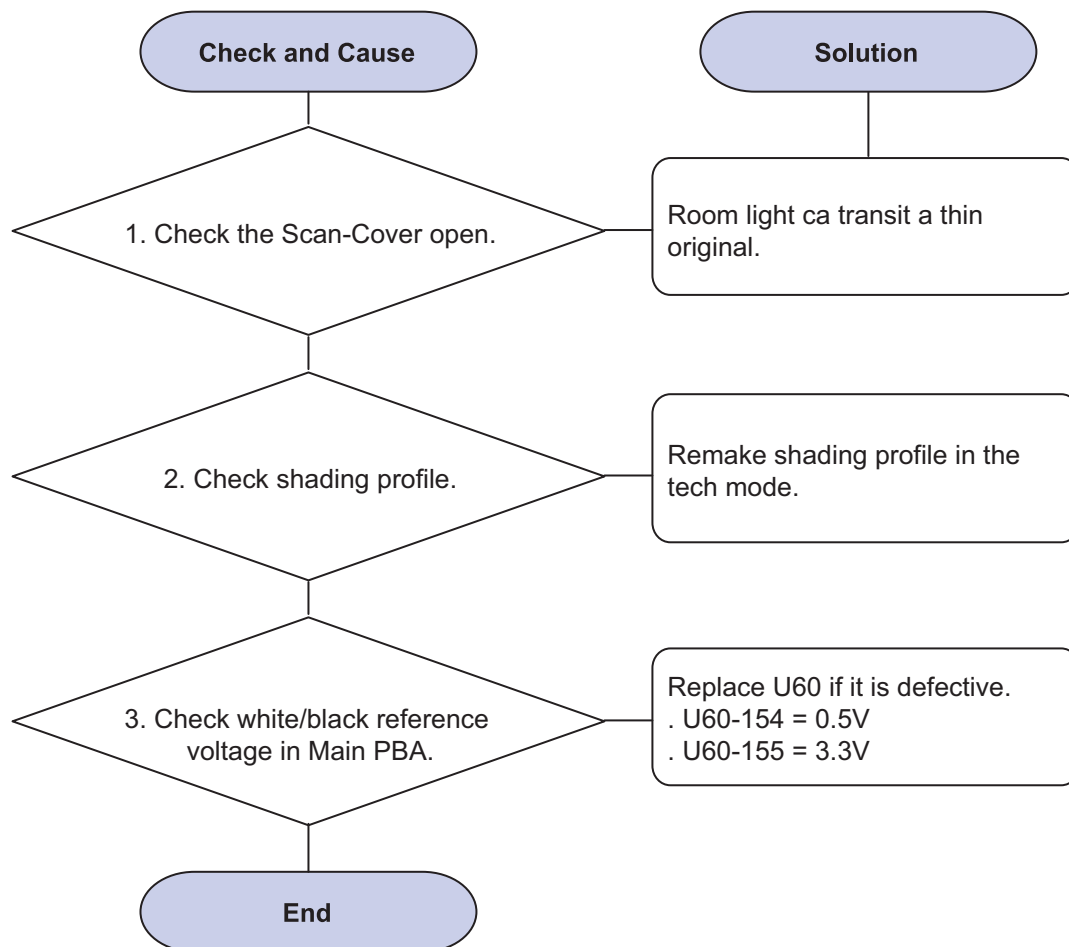 Check and Cause
Solution
1. Check the Scan-Cover open.
Room light ca transit a thin
original.
2. Check shading profile.
Remake shading profile in the
tech mode.
3. Check white/black reference
voltage in Main PBA.
Replace U60 if it is defective.
. U60-154 = 0.5V
. U60-155 = 3.3V
End